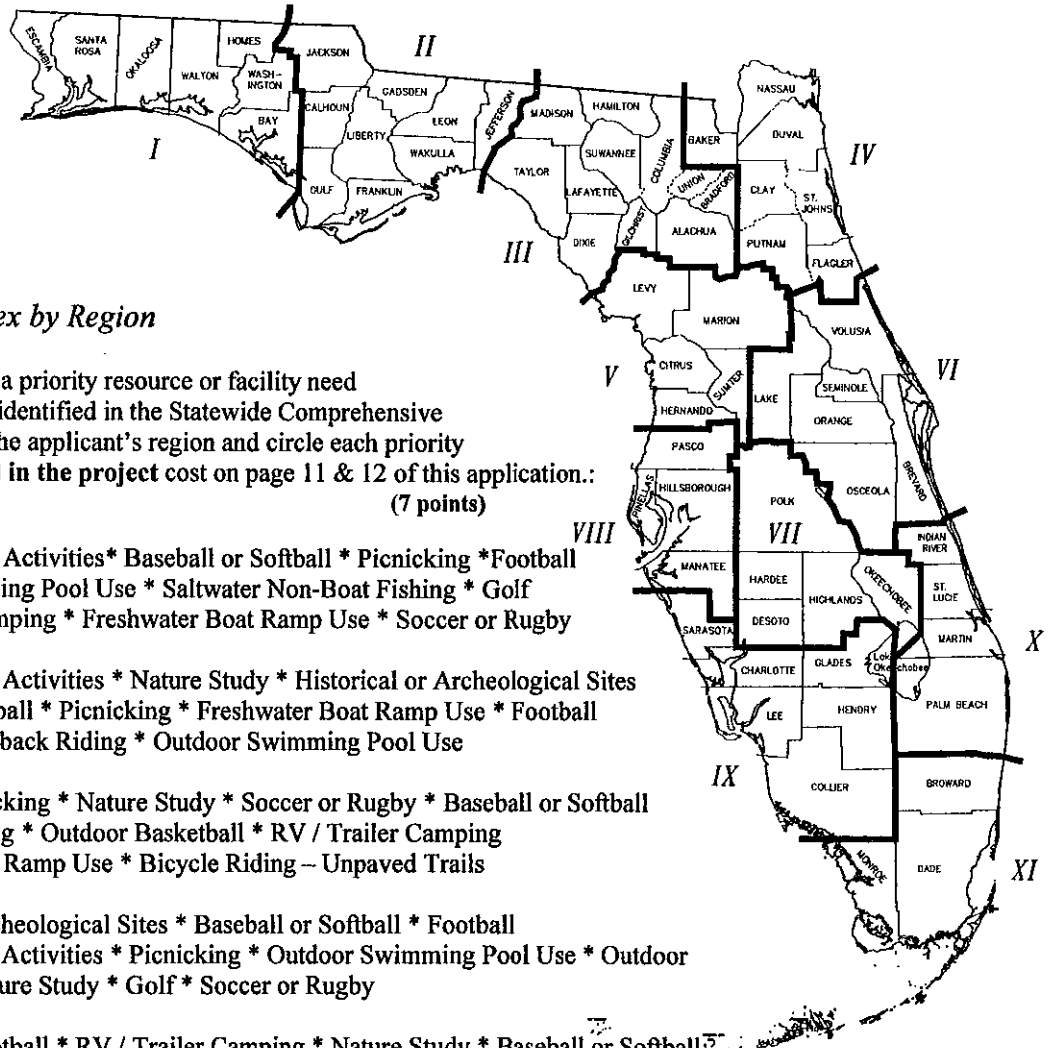 ESCAMBIA
SANTA
ROSA
OKALOOSA
WALTON
HOMES
WASH-
INGTON
BAY
I
JACKSON
II
CALHOUN
GADSDEN
LIBERTY
LEON
JEFFERSON
WAKULLA
GULF
FRANKLIN
MADISON
HAMILTON
TAYLOR
SUWANNEE
COLUMBIA
LAFAYETTE
DIXIE
GILCHRIST
UNION
BRADFORD
ALACHUA
III
BAKER
NASSAU
DUVAL
IV
CLAY
ST.
JOHNS
PUTNAM
FLAGLER
LEVY
MARION
V
CITRUS
SUMTER
HERNANDO
LAKE
VOLUSIA
SEMINOLE
ORANGE
VI
OSCEOLA
BREVARD
PASCO
PINELLAS
HILLSBOROUGH
VIII
POLK
VII
MANATEE
HARDEE
HIGHLANDS
OKEECHOBEE
INDIAN
RIVER
ST.
LUCIE
MARTIN
X
SARASOTA
DESOTO
CHARLOTTE
GLADES
Lake
Okeechobee
LEE
HENDRY
PALM BEACH
IX
COLLIER
BROWARD
MONROE
DADE
XI
ex by Region
a priority resource or facility need
identified in the Statewide Comprehensive
he applicant's region and circle each priority
in the project cost on page 11 & 12 of this application.:
(7 points)
Activities* Baseball or Softball * Picnicking *Football
ing Pool Use * Saltwater Non-Boat Fishing * Golf
mping * Freshwater Boat Ramp Use * Soccer or Rugby
Activities * Nature Study * Historical or Archeological Sites
ball * Picnicking * Freshwater Boat Ramp Use * Football
back Riding * Outdoor Swimming Pool Use
cking * Nature Study * Soccer or Rugby * Baseball or Softball
g * Outdoor Basketball * RV / Trailer Camping
Ramp Use * Bicycle Riding – Unpaved Trails
cheological Sites * Baseball or Softball * Football
Activities * Picnicking * Outdoor Swimming Pool Use * Outdoor
ure Study * Golf * Soccer or Rugby
otball * RV / Trailer Camping * Nature Study * Baseball or Softball